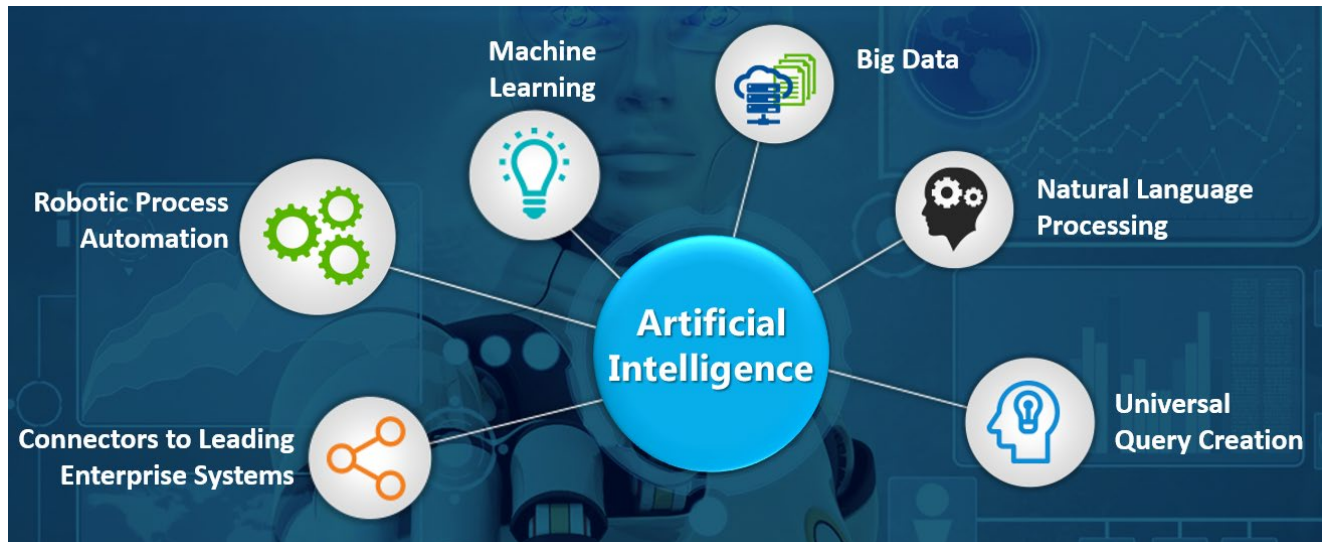 Machine
Learning
Big Data
Robotic Process
Automation
Natural Language
Processing
Artificial
Intelligence
Connectors to Leading
Enterprise Systems
Universal
Query Creation